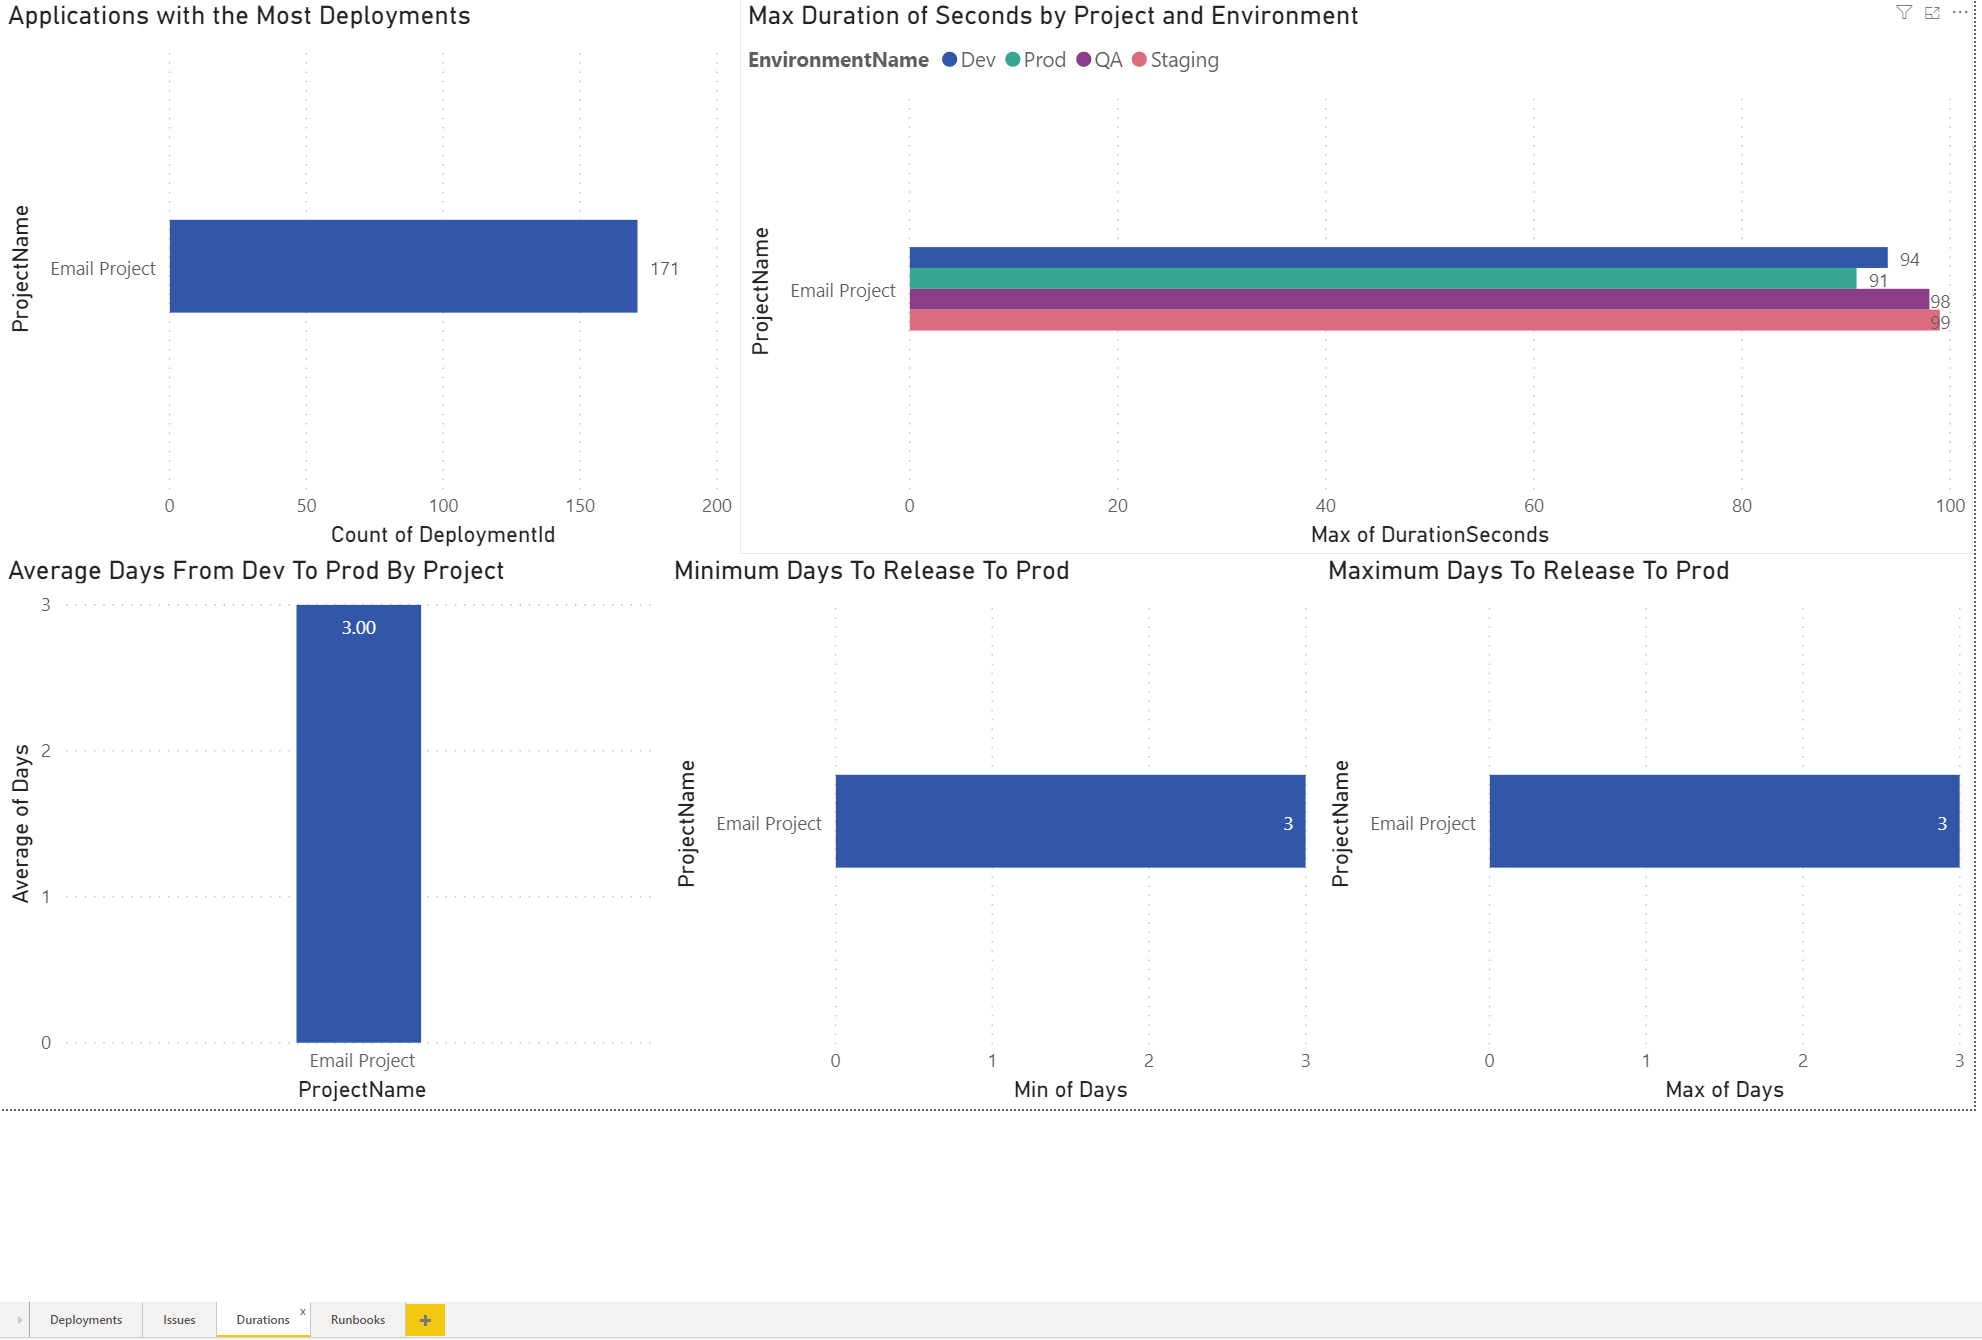 Applications with the Most Deployments
ProjectName
Email Project
171
0 50 100 150 200
Count of DeploymentId
Max Duration of Seconds by Project and Environment
EnvironmentName Dev Prod QA Staging
ProjectName
Email Project
94
91
98
99
0 20 40 60 80 100
Max of DurationSeconds
Average Days From Dev To Prod By Project
Average of Days
3
2
1
0
3.00
Email Project
ProjectName
Minimum Days To Release To Prod
ProjectName
Email Project
3
0 1 2 3
Min of Days
Maximum Days To Release To Prod
ProjectName
Email Project
3
0 1 2 3
Max of Days
Deployments Issues Durations x Runbooks +